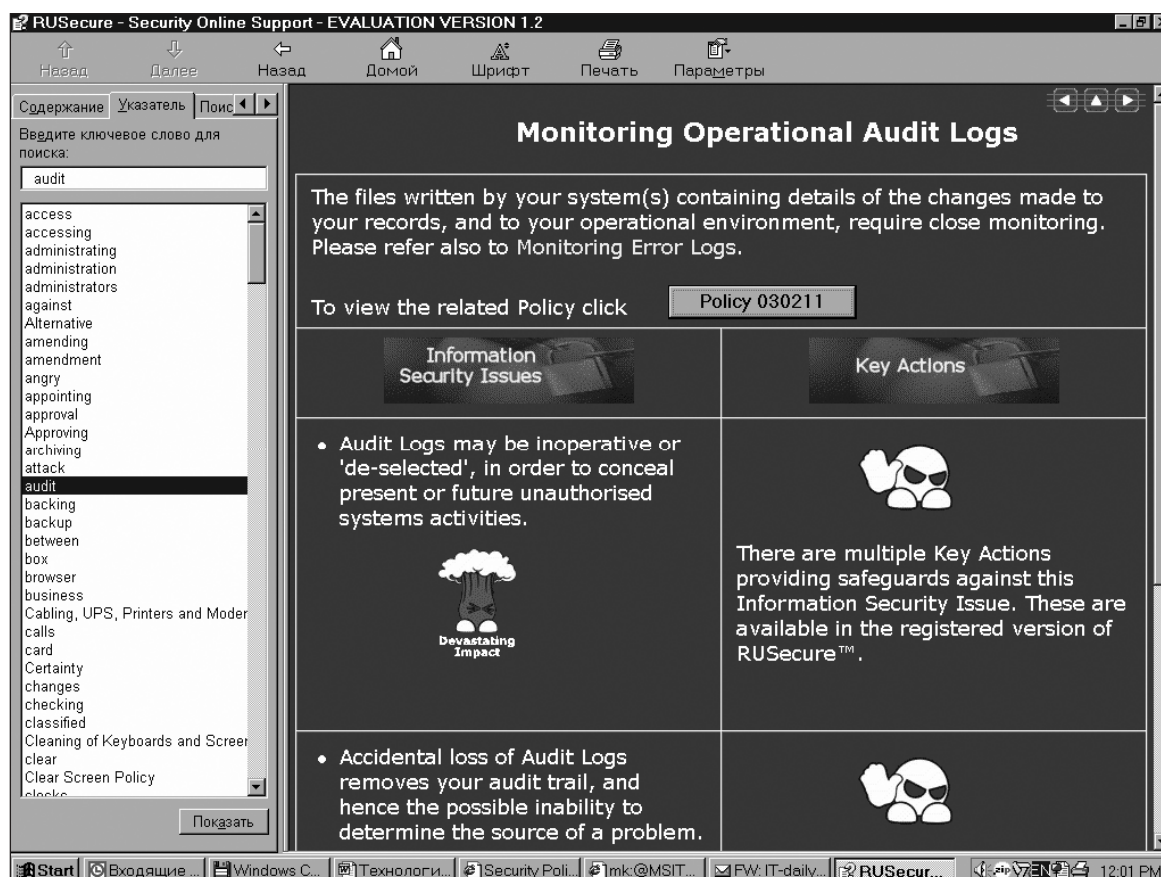 RUSecure - Security Online Support - EVALUATION VERSION 1.2
Назад Далее Назад Домой Шрифт Печать Параметры
Содержание Указатель Поис
Введите ключевое слово для
поиска:
audit
access
accessing
administrating
administration
administrators
against
Alternative
amending
amendment
angry
appointing
approval
Approving
archiving
attack
audit
backing
backup
between
box
browser
business
Cabling, UPS, Printers and Moder
calls
card
Certainty
changes
checking
classified
Cleaning of Keyboards and Screer
clear
Clear Screen Policy
clocks
Показать
Monitoring Operational Audit Logs
The files written by your system(s) containing details of the changes made to
your records, and to your operational environment, require close monitoring.
Please refer also to Monitoring Error Logs.
To view the related Policy click Policy 030211
Information
Security Issues
Key Actions
• Audit Logs may be inoperative or
'de-selected', in order to conceal
present or future unauthorised
systems activities.
Devastating
Impact
There are multiple Key Actions
providing safeguards against this
Information Security Issue. These are
available in the registered version of
RUSecure™.
• Accidental loss of Audit Logs
removes your audit trail, and
hence the possible inability to
determine the source of a problem.
Start Входящие ... Windows C... Технологи... Security Poli... mk:@MSIT... FW: IT-daily... RUSecur... EN 12:01 PM